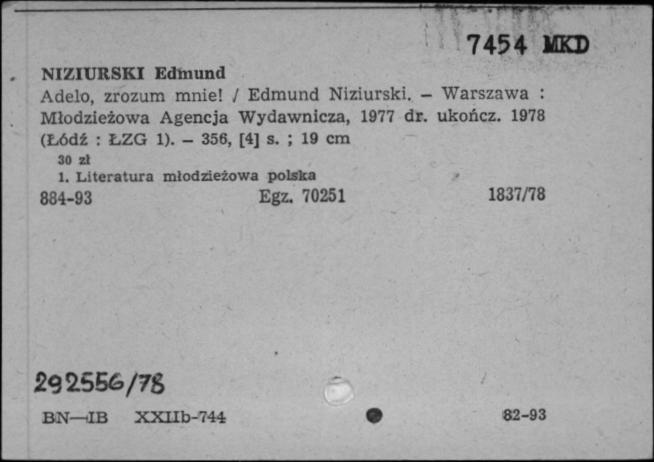 7454 MKD
NIZIURSKI Edmund
Adelo, zrozum mnie! / Edmund Niziurski. – Warszawa :
Młodzieżowa Agencja Wydawnicza, 1977 dr. ukończ. 1978
(Łódź : ŁZG 1). – 356, [4] s. ; 19 cm
30 zł
1. Literatura młodzieżowa polska
884-93 Egz. 70251 1837/78
292556/78
BN—IB XXIIb-744 82-93